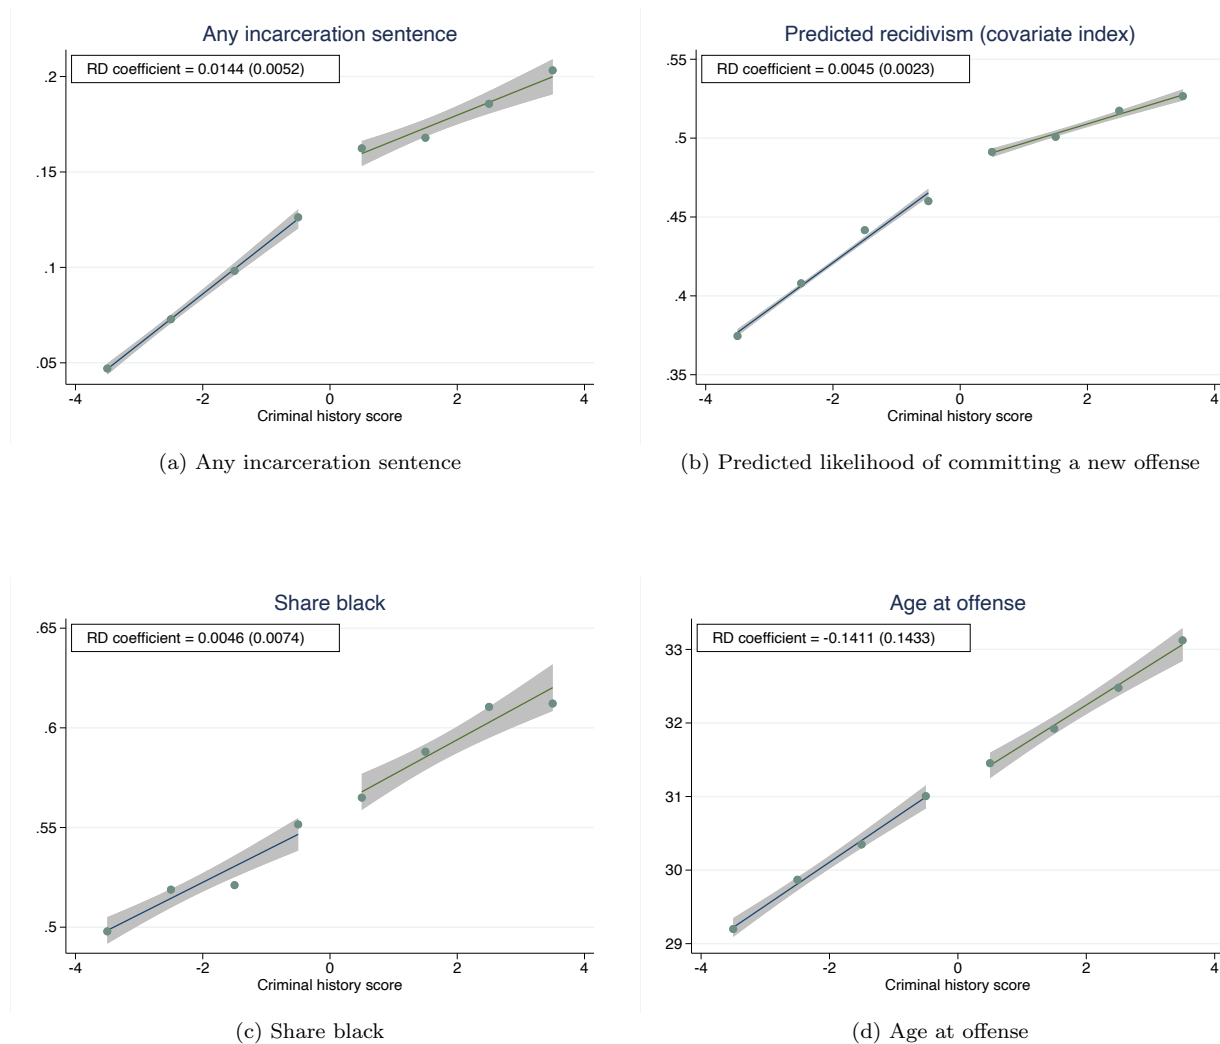 Any incarceration sentence
RD coefficient = 0.0144 (0.0052)
.2
.15
.1
.05
-4 -2 0 2 4
Criminal history score
(a) Any incarceration sentence
Predicted recidivism (covariate index)
RD coefficient = 0.0045 (0.0023)
.55
.5
.45
.4
.35
-4 -2 0 2 4
Criminal history score
(b) Predicted likelihood of committing a new offense
Share black
RD coefficient = 0.0046 (0.0074)
.65
.6
.55
.5
-4 -2 0 2 4
Criminal history score
(c) Share black
Age at offense
RD coefficient = -0.1411 (0.1433)
33
32
31
30
29
-4 -2 0 2 4
Criminal history score
(d) Age at offense